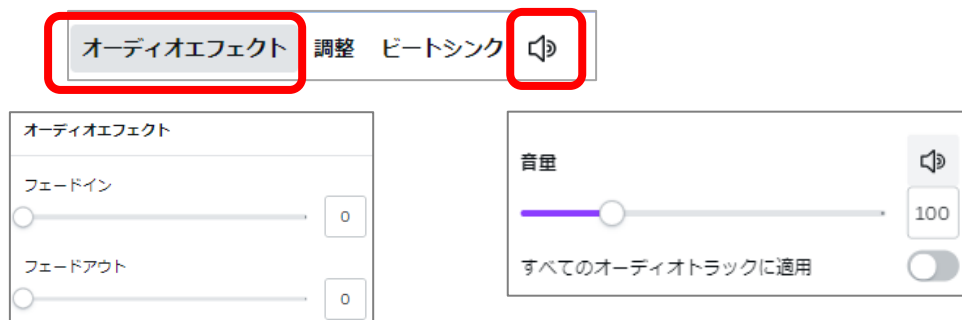 オーディオエフェクト 調整 ビートシンク
オーディオエフェクト
フェードイン
0
フェードアウト
0
音量
100
すべてのオーディオトラックに適用